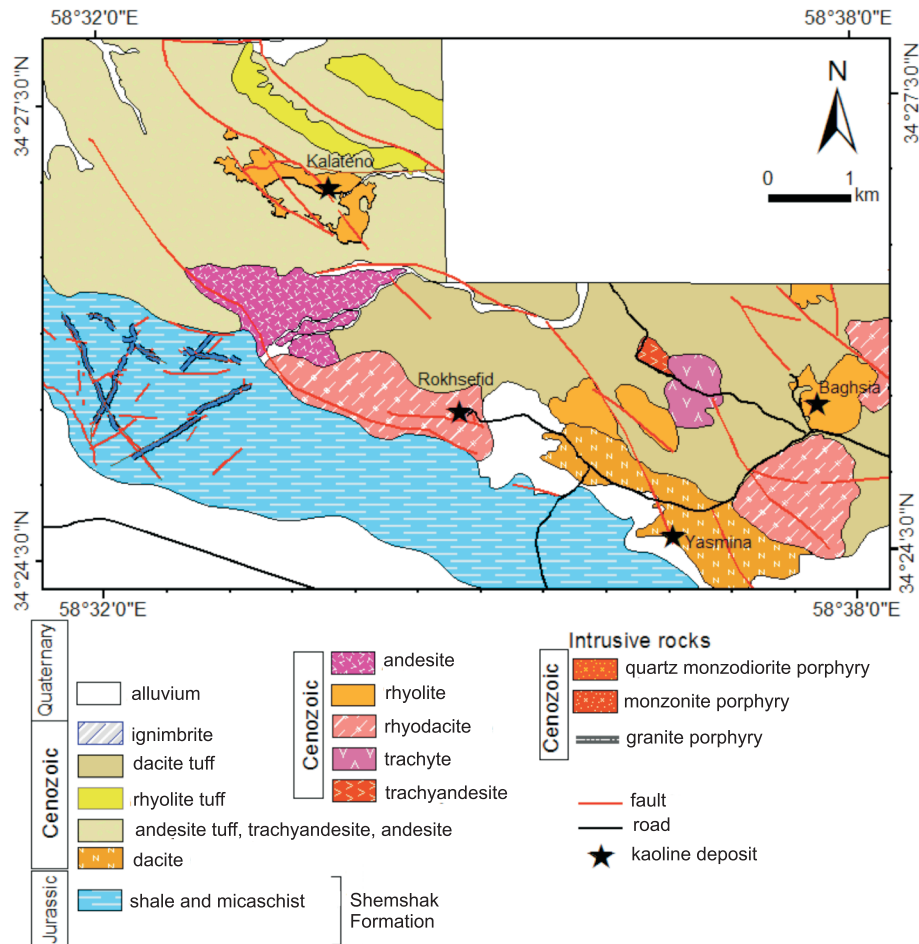 58°32'0"E
58°38'0"E
34°27'30"N
34°27'30"N
N
0 1
km
Kalateno
Rokhsefid
Baghsia
Yasmina
34°24'30"N
34°24'30"N
58°32'0"E
58°38'0"E
Quaternary
alluvium
Cenozoic
ignimbrite
dacite tuff
rhyolite tuff
andesite tuff, trachyandesite, andesite
dacite
Jurassic
shale and micaschist
Shemshak
Formation
Cenozoic
andesite
rhyolite
rhyodacite
trachyte
trachyandesite
Intrusive rocks
Cenozoic
quartz monzodiorite porphyry
monzonite porphyry
granite porphyry
fault
road
kaoline deposit